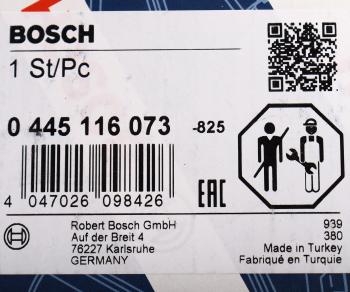 BOSCH
1 St/Pc
0 445 116 073 -825
4 047026 098426
EAC
Robert Bosch GmbH
Auf der Breit 4
76227 Karlsruhe
GERMANY
939
380
Made in Turkey
Fabriqué en Turquie